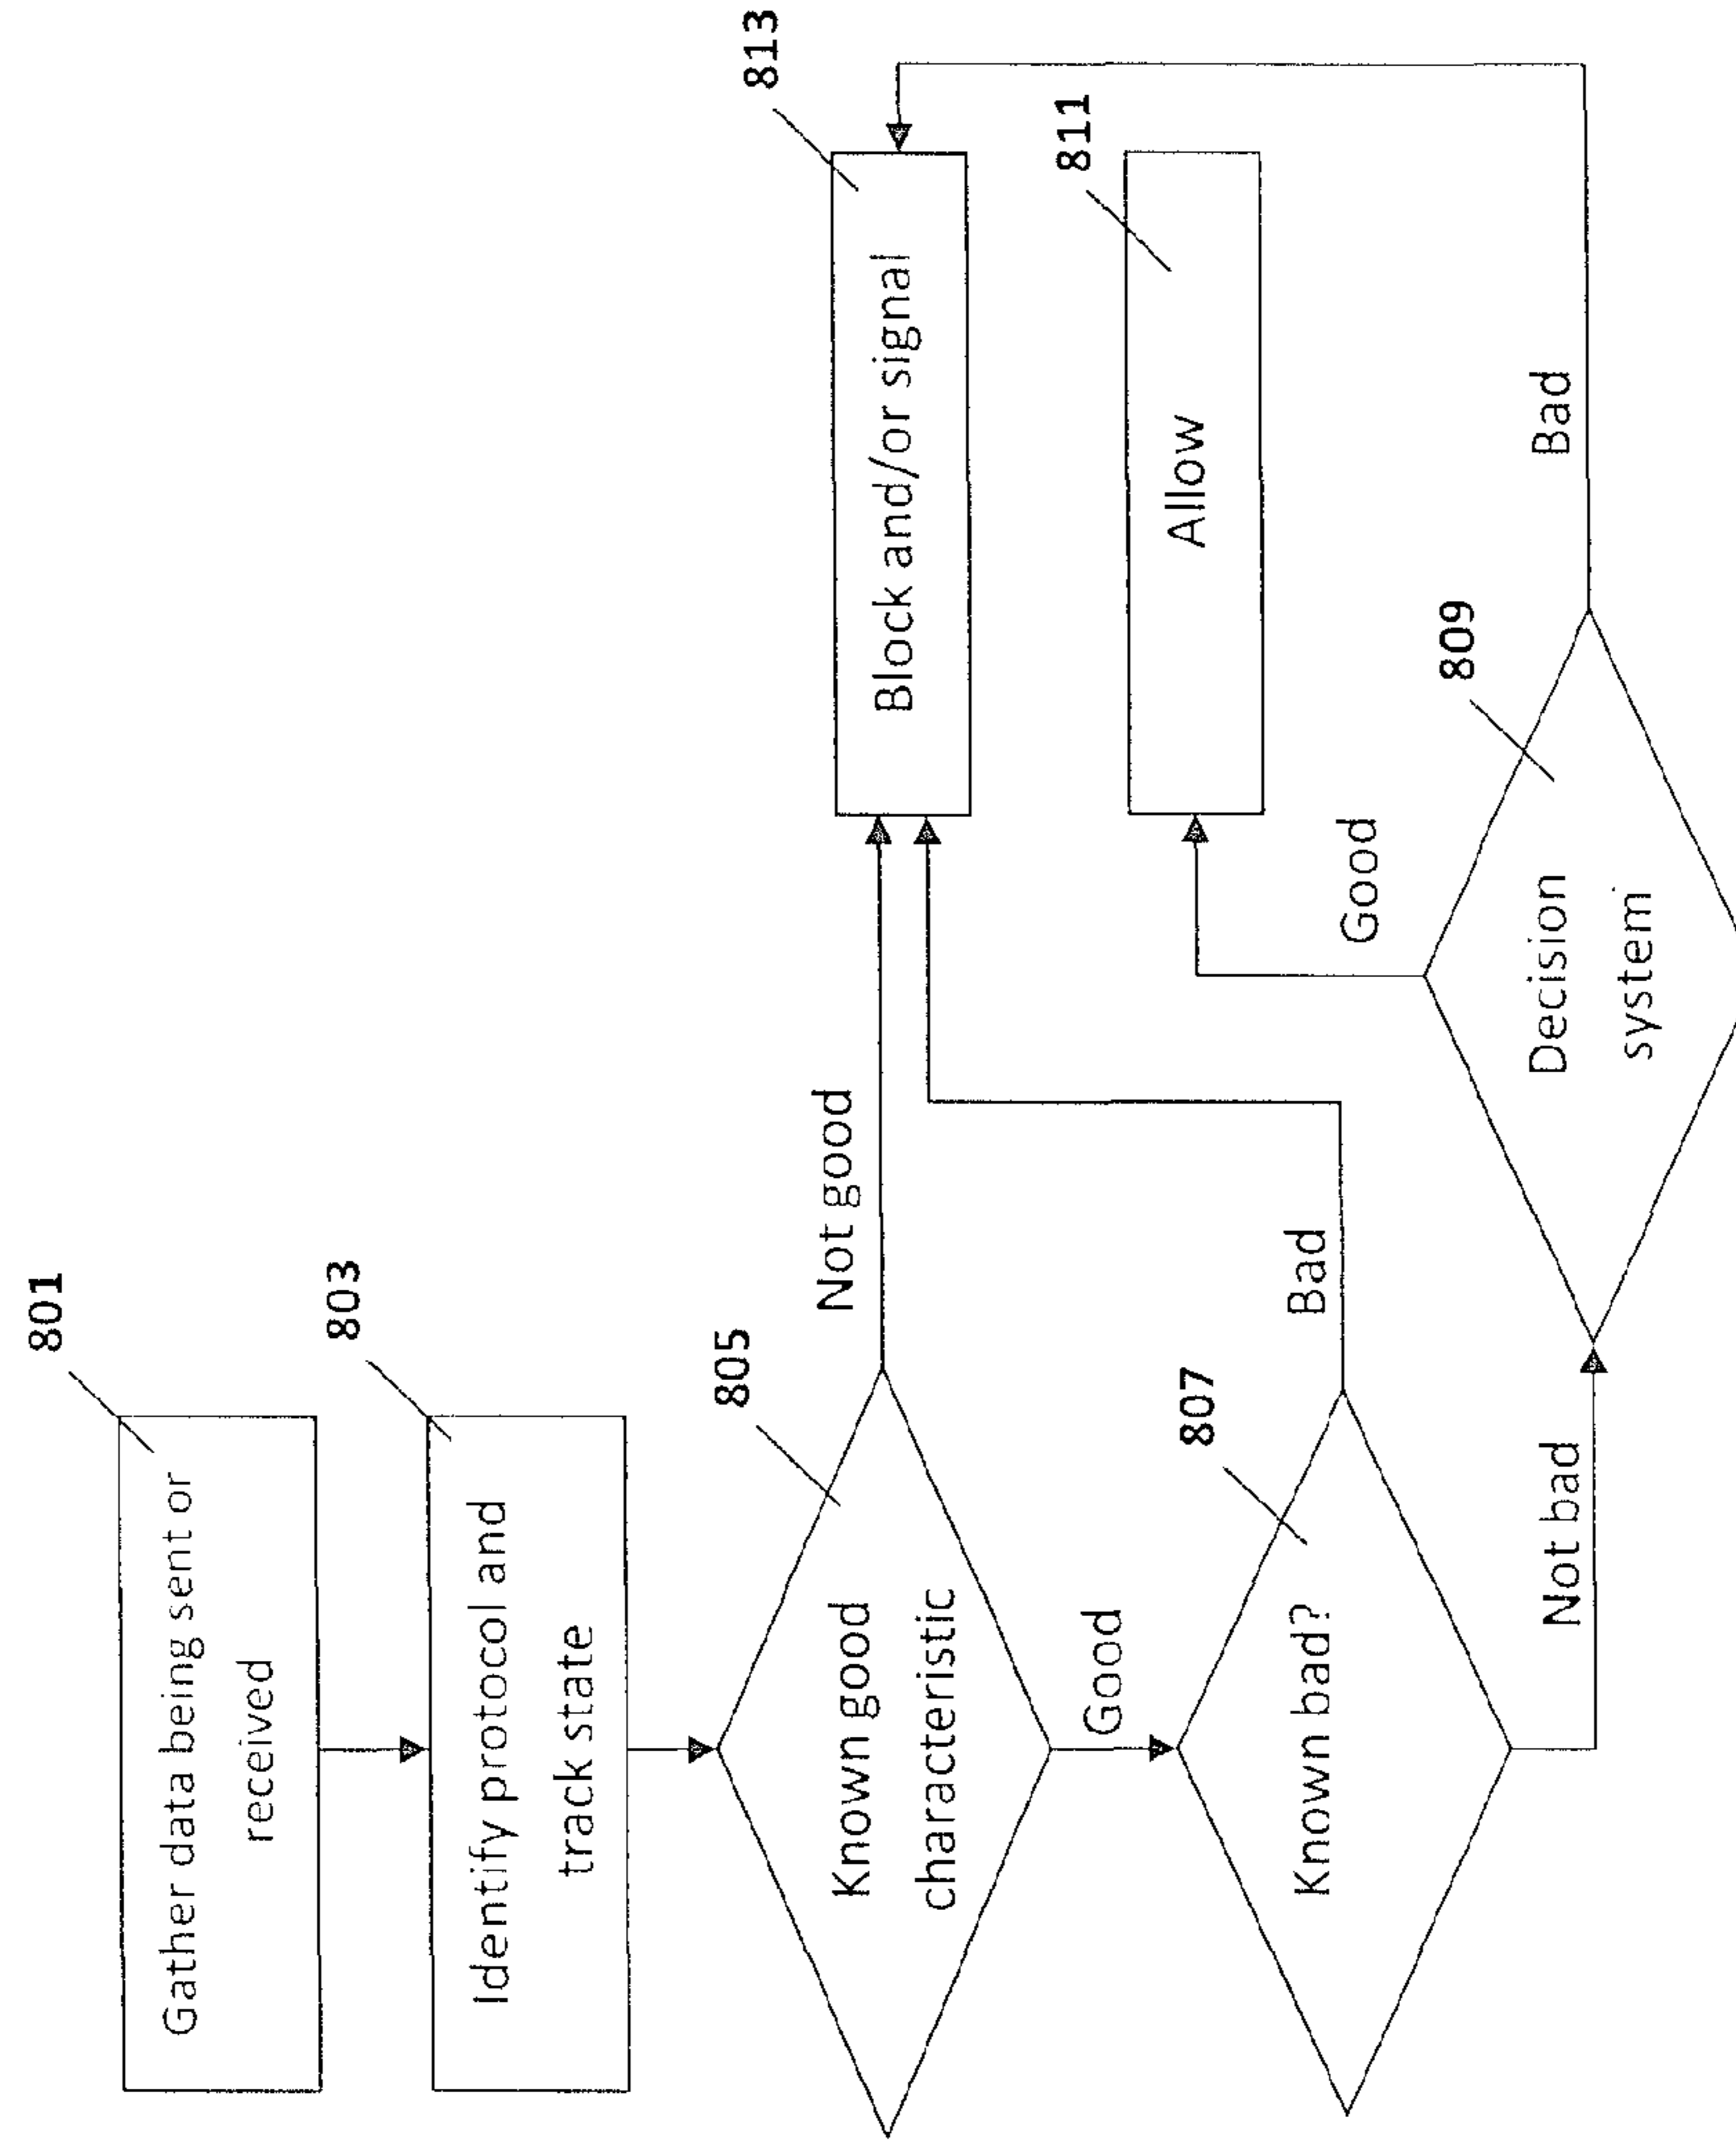 801
Gather data being sent or
received
803
Identify protocol and
track state
805
Known good
characteristic
Not good
813
Block and/or signal
Good
807
Known bad?
Bad
811
Allow
Not bad
809
Decision
system
Good
Bad